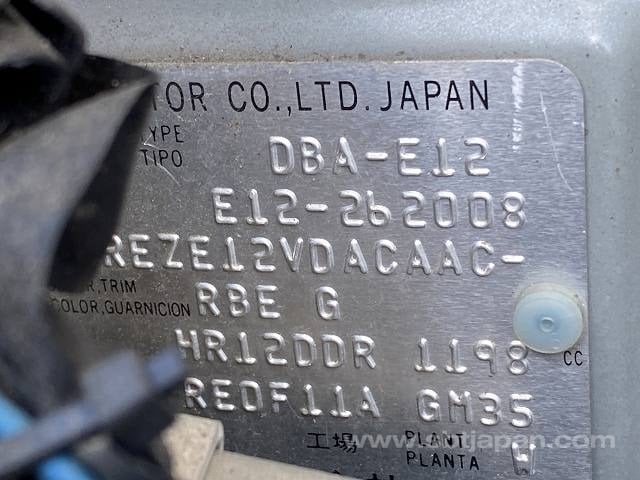 TOR CO.,LTD. JAPAN
TYPE
TIPO
DBA-E12
E12-262008
REZE12VDACAAC-
,TRIM
COLOR,GUARNICION
RBE G
HR12DDR 1198
CC
RE0F11A GM35
工場
PLANT
PLANTA
W